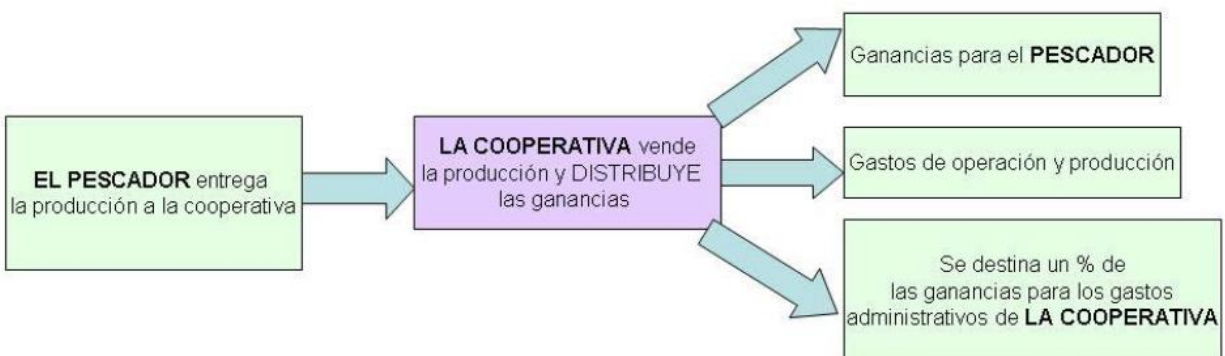 EL PESCADOR entrega
la producción a la cooperativa
LA COOPERATIVA vende
la producción y DISTRIBUYE
las ganancias
Ganancias para el PESCADOR
Gastos de operación y producción
Se destina un % de
las ganancias para los gastos
administrativos de LA COOPERATIVA